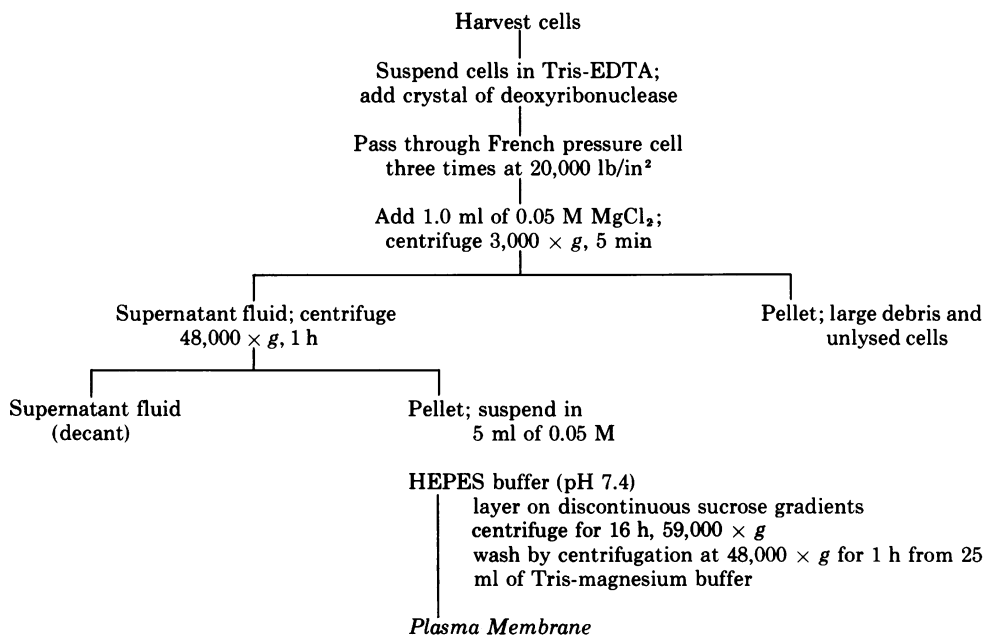 Harvest cells
Suspend cells in Tris-EDTA;
add crystal of deoxyribonuclease
Pass through French pressure cell
three times at 20,000 lb/in²
Add 1.0 ml of 0.05 M MgCl₂;
centrifuge 3,000 × g, 5 min
Supernatant fluid; centrifuge
48,000 × g, 1 h
Pellet; large debris and
unlysed cells
Supernatant fluid
(decant)
Pellet; suspend in
5 ml of 0.05 M
HEPES buffer (pH 7.4)
layer on discontinuous sucrose gradients
centrifuge for 16 h, 59,000 × g
wash by centrifugation at 48,000 × g for 1 h from 25
ml of Tris-magnesium buffer
Plasma Membrane